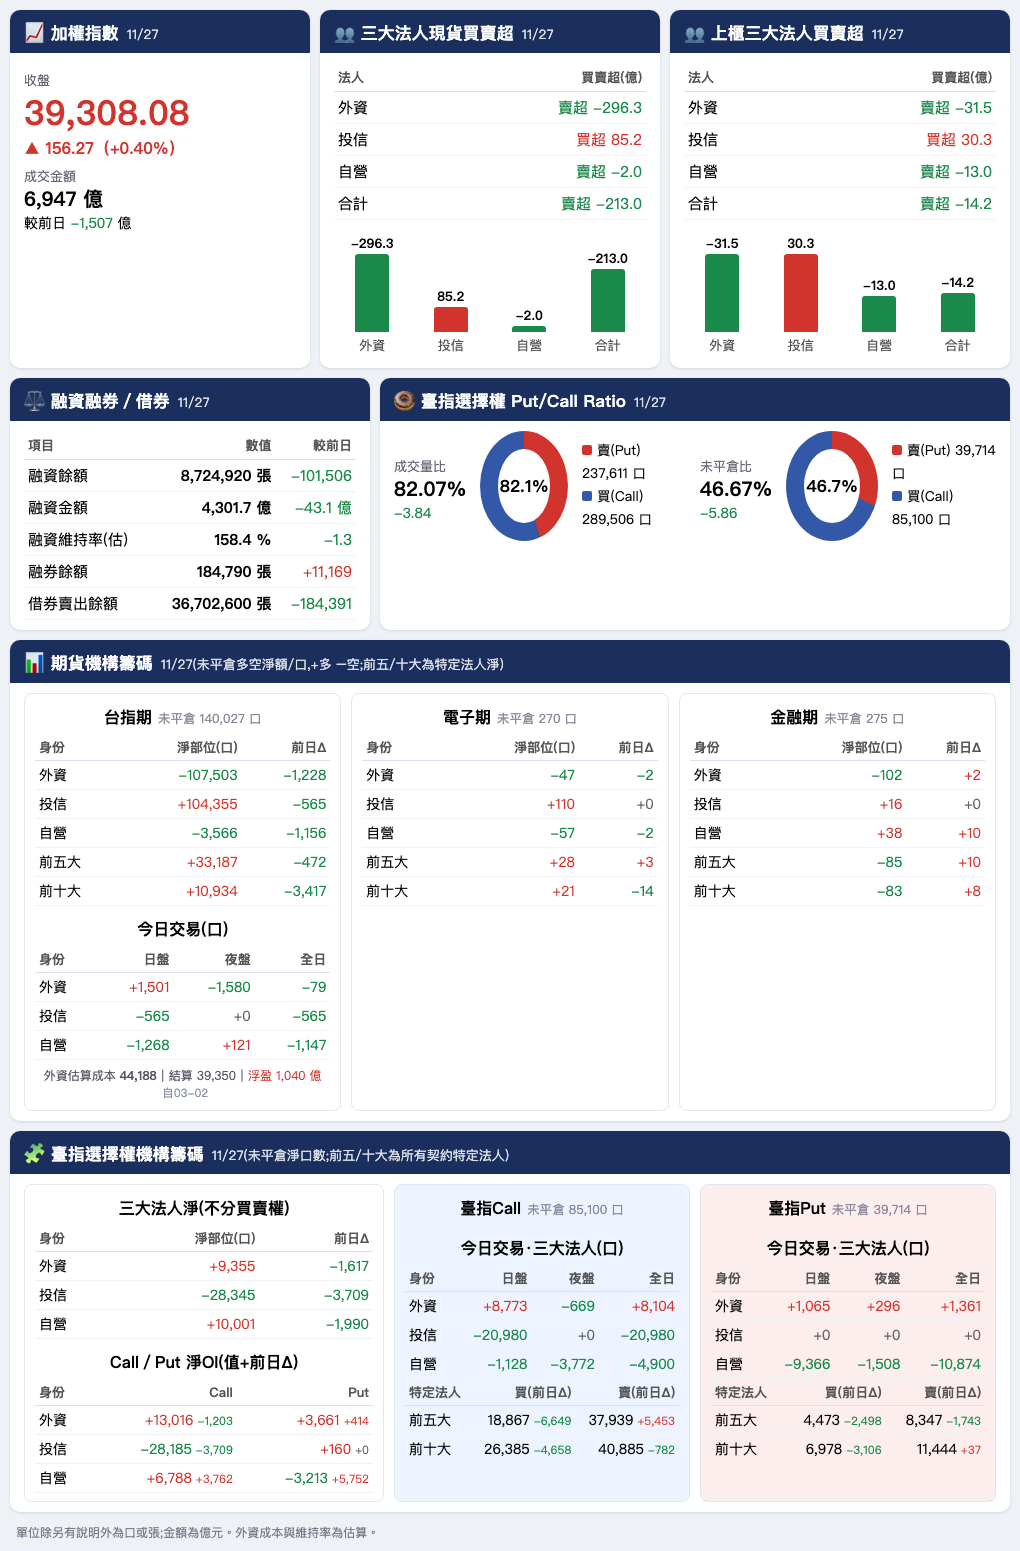 加權指數 11/27
收盤
39,308.08
▲ 156.27 (+0.40%)
成交金額
6,947 億
較前日 −1,507 億
三大法人現貨買賣超 11/27
法人 買賣超(億)
外資 賣超 −296.3
投信 買超 85.2
自營 賣超 −2.0
合計 賣超 −213.0
−296.3 85.2 −2.0 −213.0
外資 投信 自營 合計
上櫃三大法人買賣超 11/27
法人 買賣超(億)
外資 賣超 −31.5
投信 買超 30.3
自營 賣超 −13.0
合計 賣超 −14.2
−31.5 30.3 −13.0 −14.2
外資 投信 自營 合計
融資融券 / 借券 11/27
項目 數值 較前日
融資餘額 8,724,920 張 −101,506
融資金額 4,301.7 億 −43.1 億
融資維持率(估) 158.4 % −1.3
融券餘額 184,790 張 +11,169
借券賣出餘額 36,702,600 張 −184,391
臺指選擇權 Put/Call Ratio 11/27
成交量比
82.07%
−3.84
82.1%
賣(Put)
237,611 口
買(Call)
289,506 口
未平倉比
46.67%
−5.86
46.7%
賣(Put) 39,714
口
買(Call)
85,100 口
期貨機構籌碼 11/27(未平倉多空淨額/口,+多 −空;前五/十大為特定法人淨)
台指期 未平倉 140,027 口
身份 淨部位(口) 前日Δ
外資 −107,503 −1,228
投信 +104,355 −565
自營 −3,566 −1,156
前五大 +33,187 −472
前十大 +10,934 −3,417
今日交易(口)
身份 日盤 夜盤 全日
外資 +1,501 −1,580 −79
投信 −565 +0 −565
自營 −1,268 +121 −1,147
外資估算成本 44,188｜結算 39,350｜浮盈 1,040 億
自03−02
電子期 未平倉 270 口
身份 淨部位(口) 前日Δ
外資 −47 −2
投信 +110 +0
自營 −57 −2
前五大 +28 +3
前十大 +21 −14
金融期 未平倉 275 口
身份 淨部位(口) 前日Δ
外資 −102 +2
投信 +16 +0
自營 +38 +10
前五大 −85 +10
前十大 −83 +8
臺指選擇權機構籌碼 11/27(未平倉淨口數;前五/十大為所有契約特定法人)
三大法人淨(不分買賣權)
身份 淨部位(口) 前日Δ
外資 +9,355 −1,617
投信 −28,345 −3,709
自營 +10,001 −1,990
Call / Put 淨OI(值+前日Δ)
身份 Call Put
外資 +13,016 −1,203 +3,661 +414
投信 −28,185 −3,709 +160 +0
自營 +6,788 +3,762 −3,213 +5,752
臺指Call 未平倉 85,100 口
今日交易·三大法人(口)
身份 日盤 夜盤 全日
外資 +8,773 −669 +8,104
投信 −20,980 +0 −20,980
自營 −1,128 −3,772 −4,900
特定法人 買(前日Δ) 賣(前日Δ)
前五大 18,867 −6,649 37,939 +5,453
前十大 26,385 −4,658 40,885 −782
臺指Put 未平倉 39,714 口
今日交易·三大法人(口)
身份 日盤 夜盤 全日
外資 +1,065 +296 +1,361
投信 +0 +0 +0
自營 −9,366 −1,508 −10,874
特定法人 買(前日Δ) 賣(前日Δ)
前五大 4,473 −2,498 8,347 −1,743
前十大 6,978 −3,106 11,444 +37
單位除另有說明外為口或張;金額為億元。外資成本與維持率為估算。